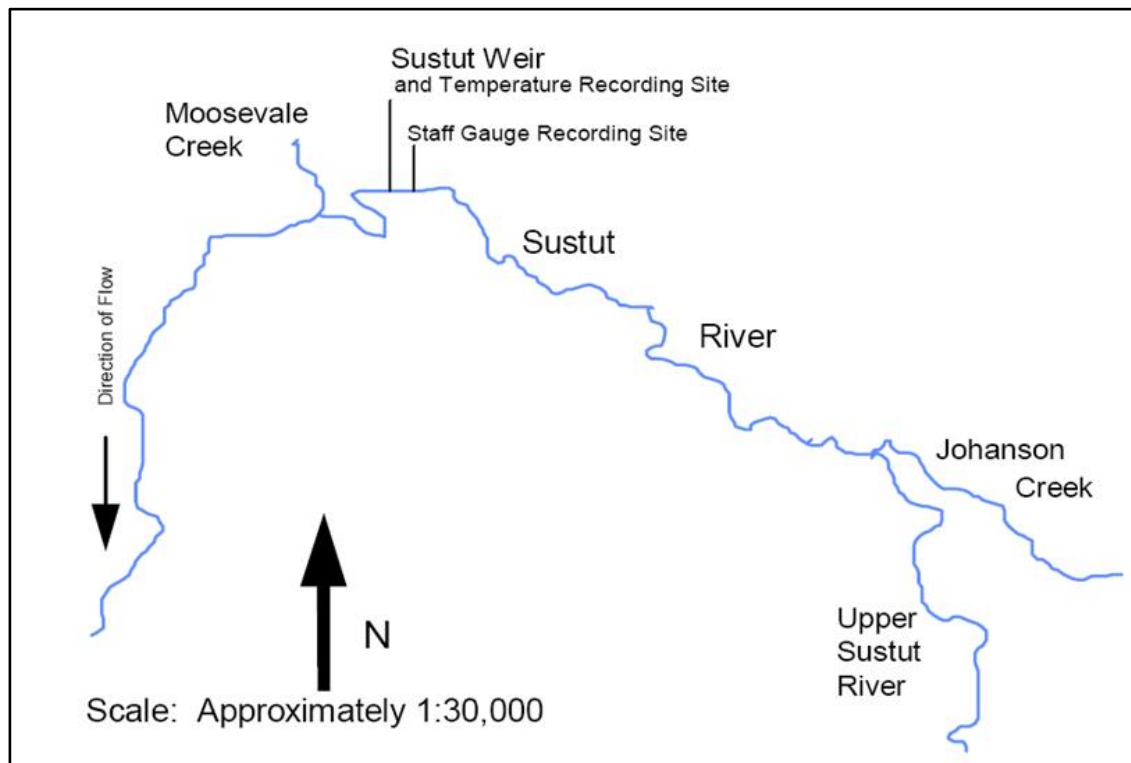 Sustut Weir
and Temperature Recording Site
Staff Gauge Recording Site
Moosevale
Creek
Sustut
River
Direction of Flow
Johanson
Creek
Upper
Sustut
River
N
Scale: Approximately 1:30,000